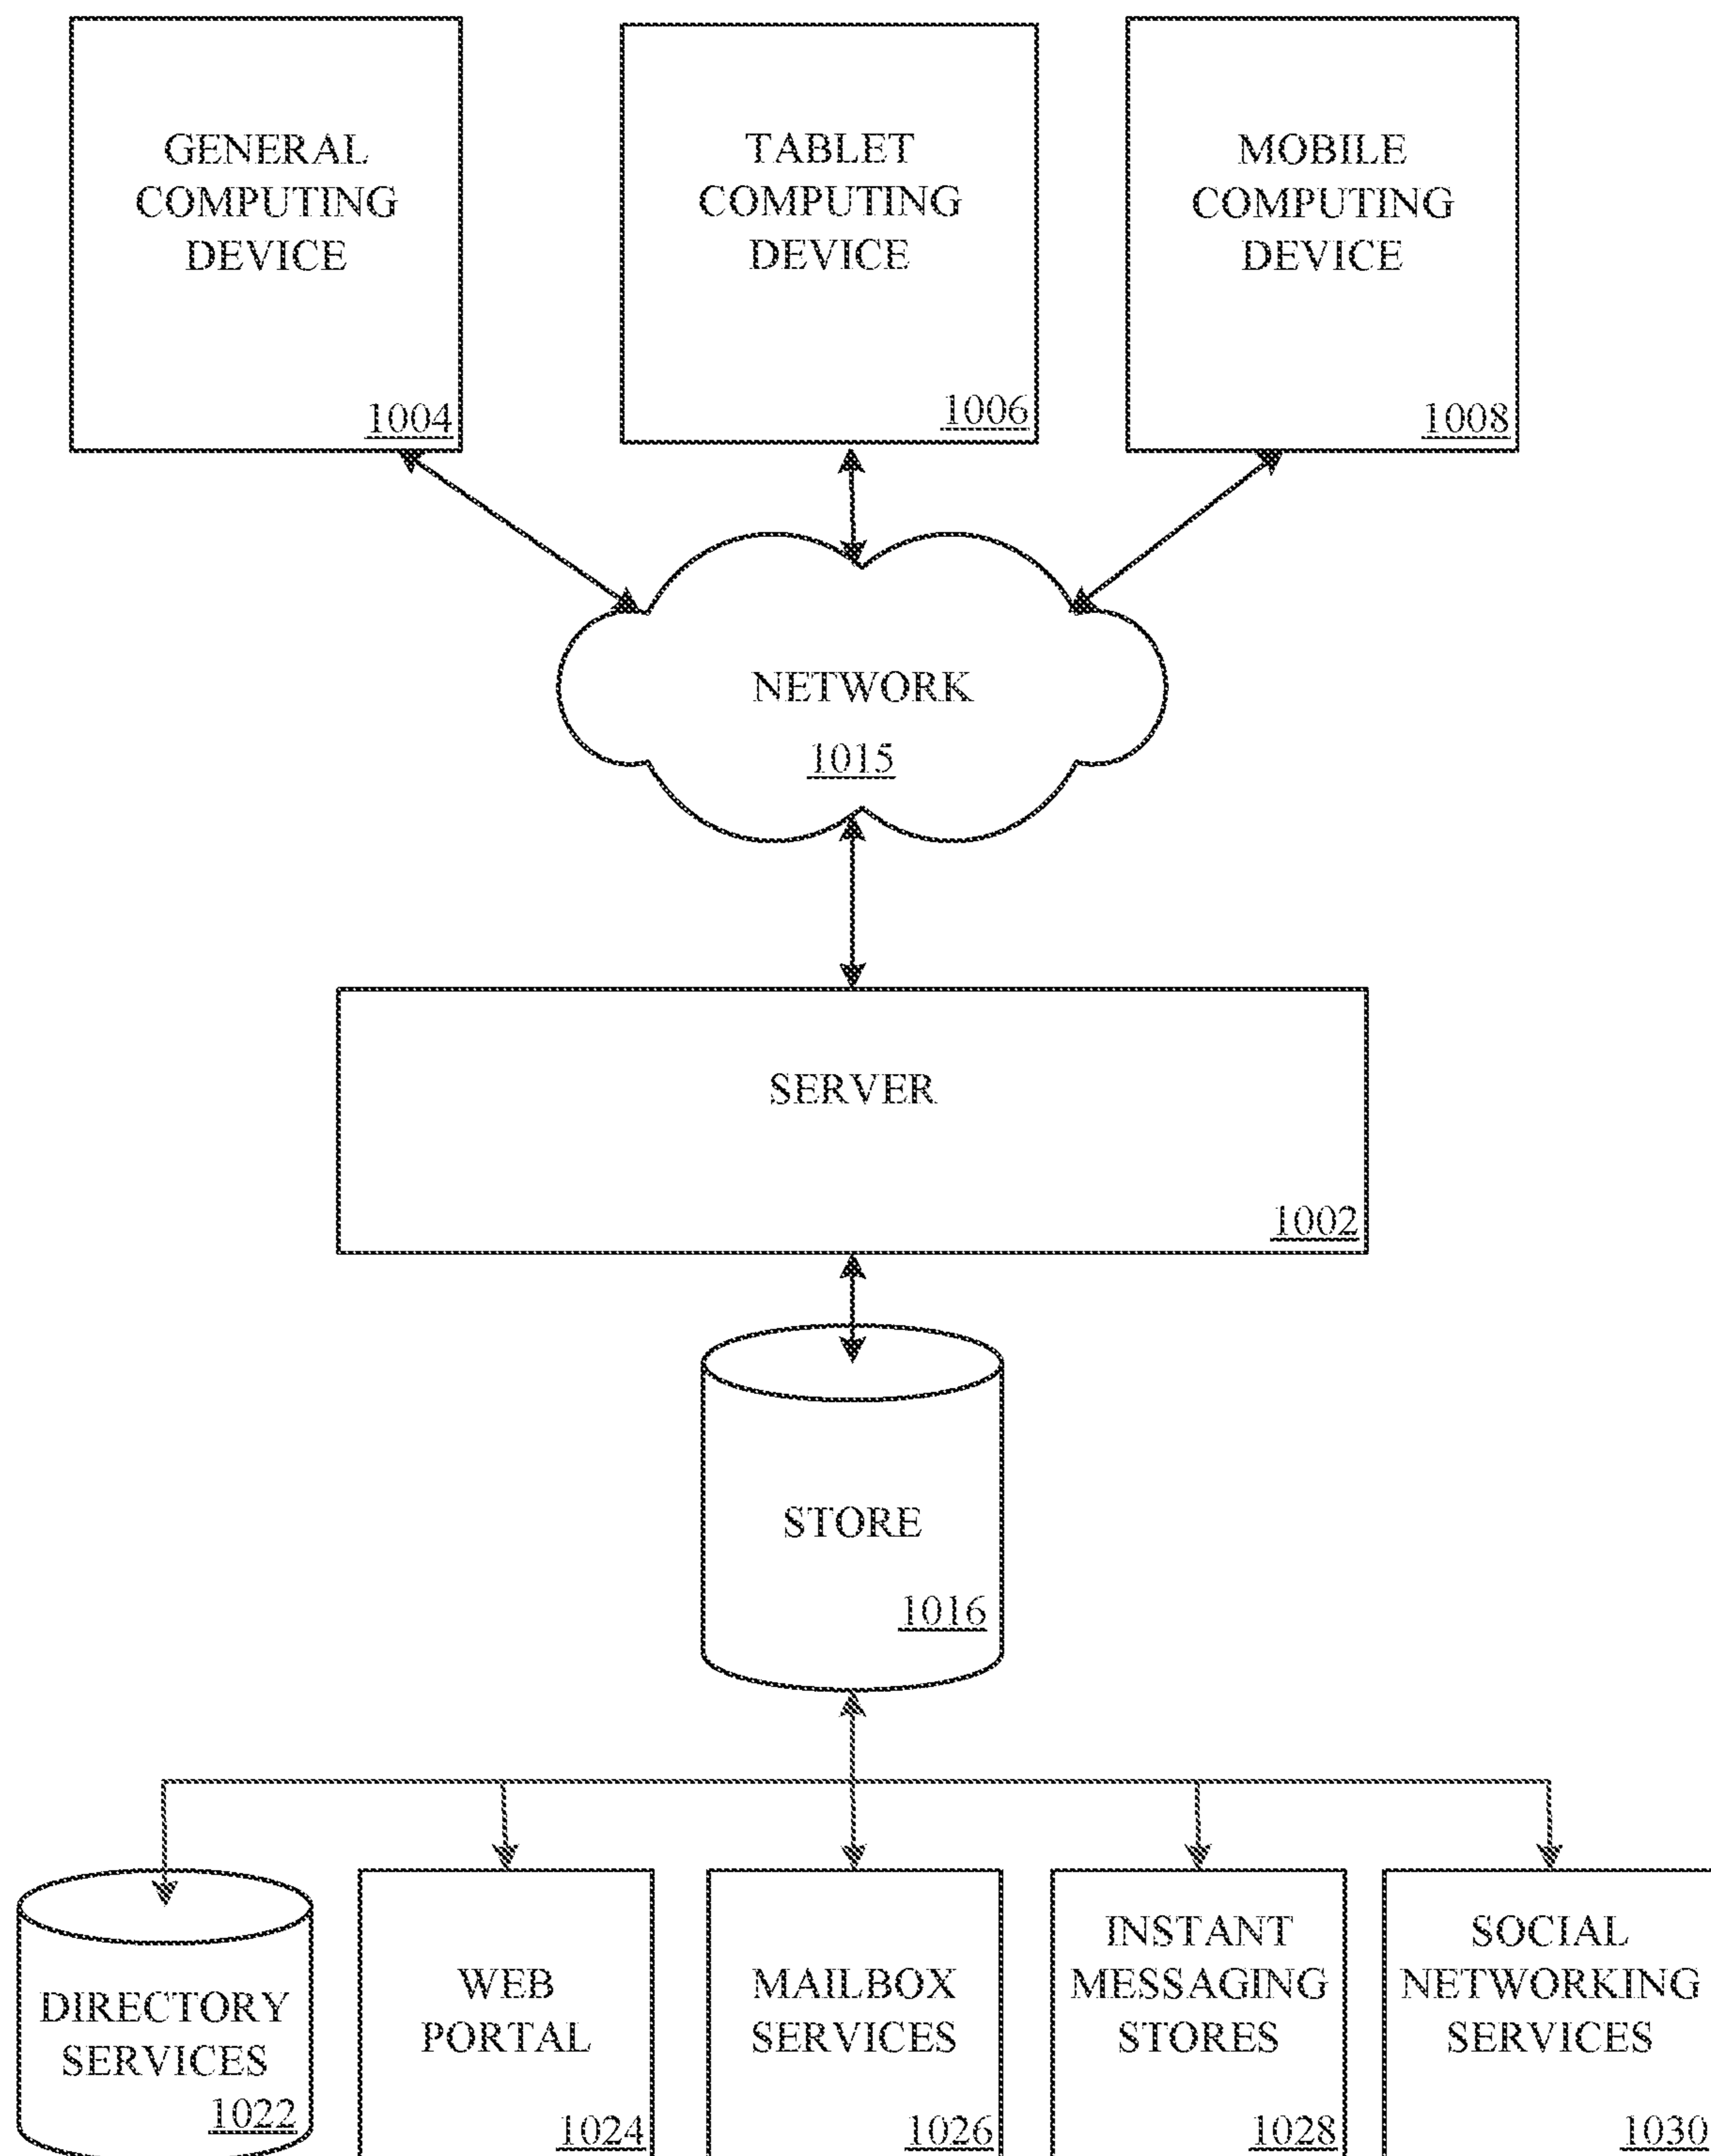 GENERAL
COMPUTING
DEVICE
1004
TABLET
COMPUTING
DEVICE
1006
MOBILE
COMPUTING
DEVICE
1008
NETWORK
1015
SERVER
1002
STORE
1016
DIRECTORY
SERVICES
1022
WEB
PORTAL
1024
MAILBOX
SERVICES
1026
INSTANT
MESSAGING
STORES
1028
SOCIAL
NETWORKING
SERVICES
1030